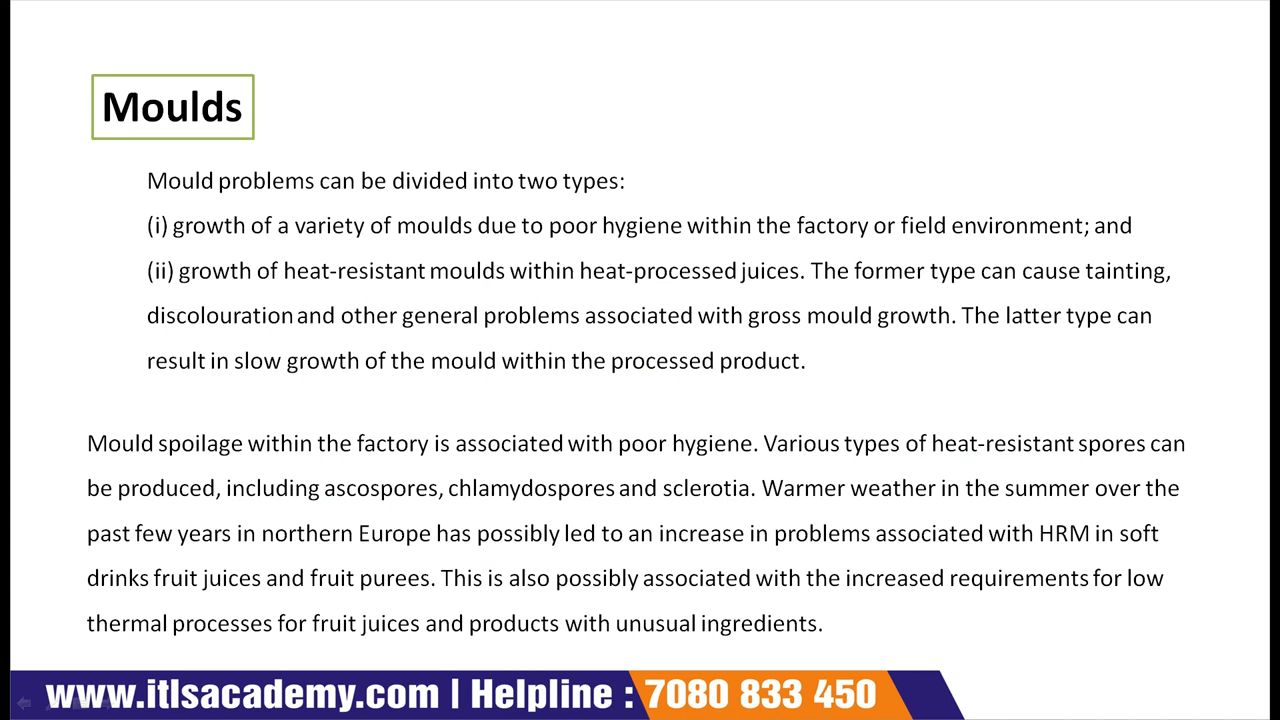 Moulds
Mould problems can be divided into two types:
(i) growth of a variety of moulds due to poor hygiene within the factory or field environment; and
(ii) growth of heat-resistant moulds within heat-processed juices. The former type can cause tainting,
discolouration and other general problems associated with gross mould growth. The latter type can
result in slow growth of the mould within the processed product.
Mould spoilage within the factory is associated with poor hygiene. Various types of heat-resistant spores can
be produced, including ascospores, chlamydospores and sclerotia. Warmer weather in the summer over the
past few years in northern Europe has possibly led to an increase in problems associated with HRM in soft
drinks fruit juices and fruit purees. This is also possibly associated with the increased requirements for low
thermal processes for fruit juices and products with unusual ingredients.
www.itlsacademy.com | Helpline : 7080 833 450